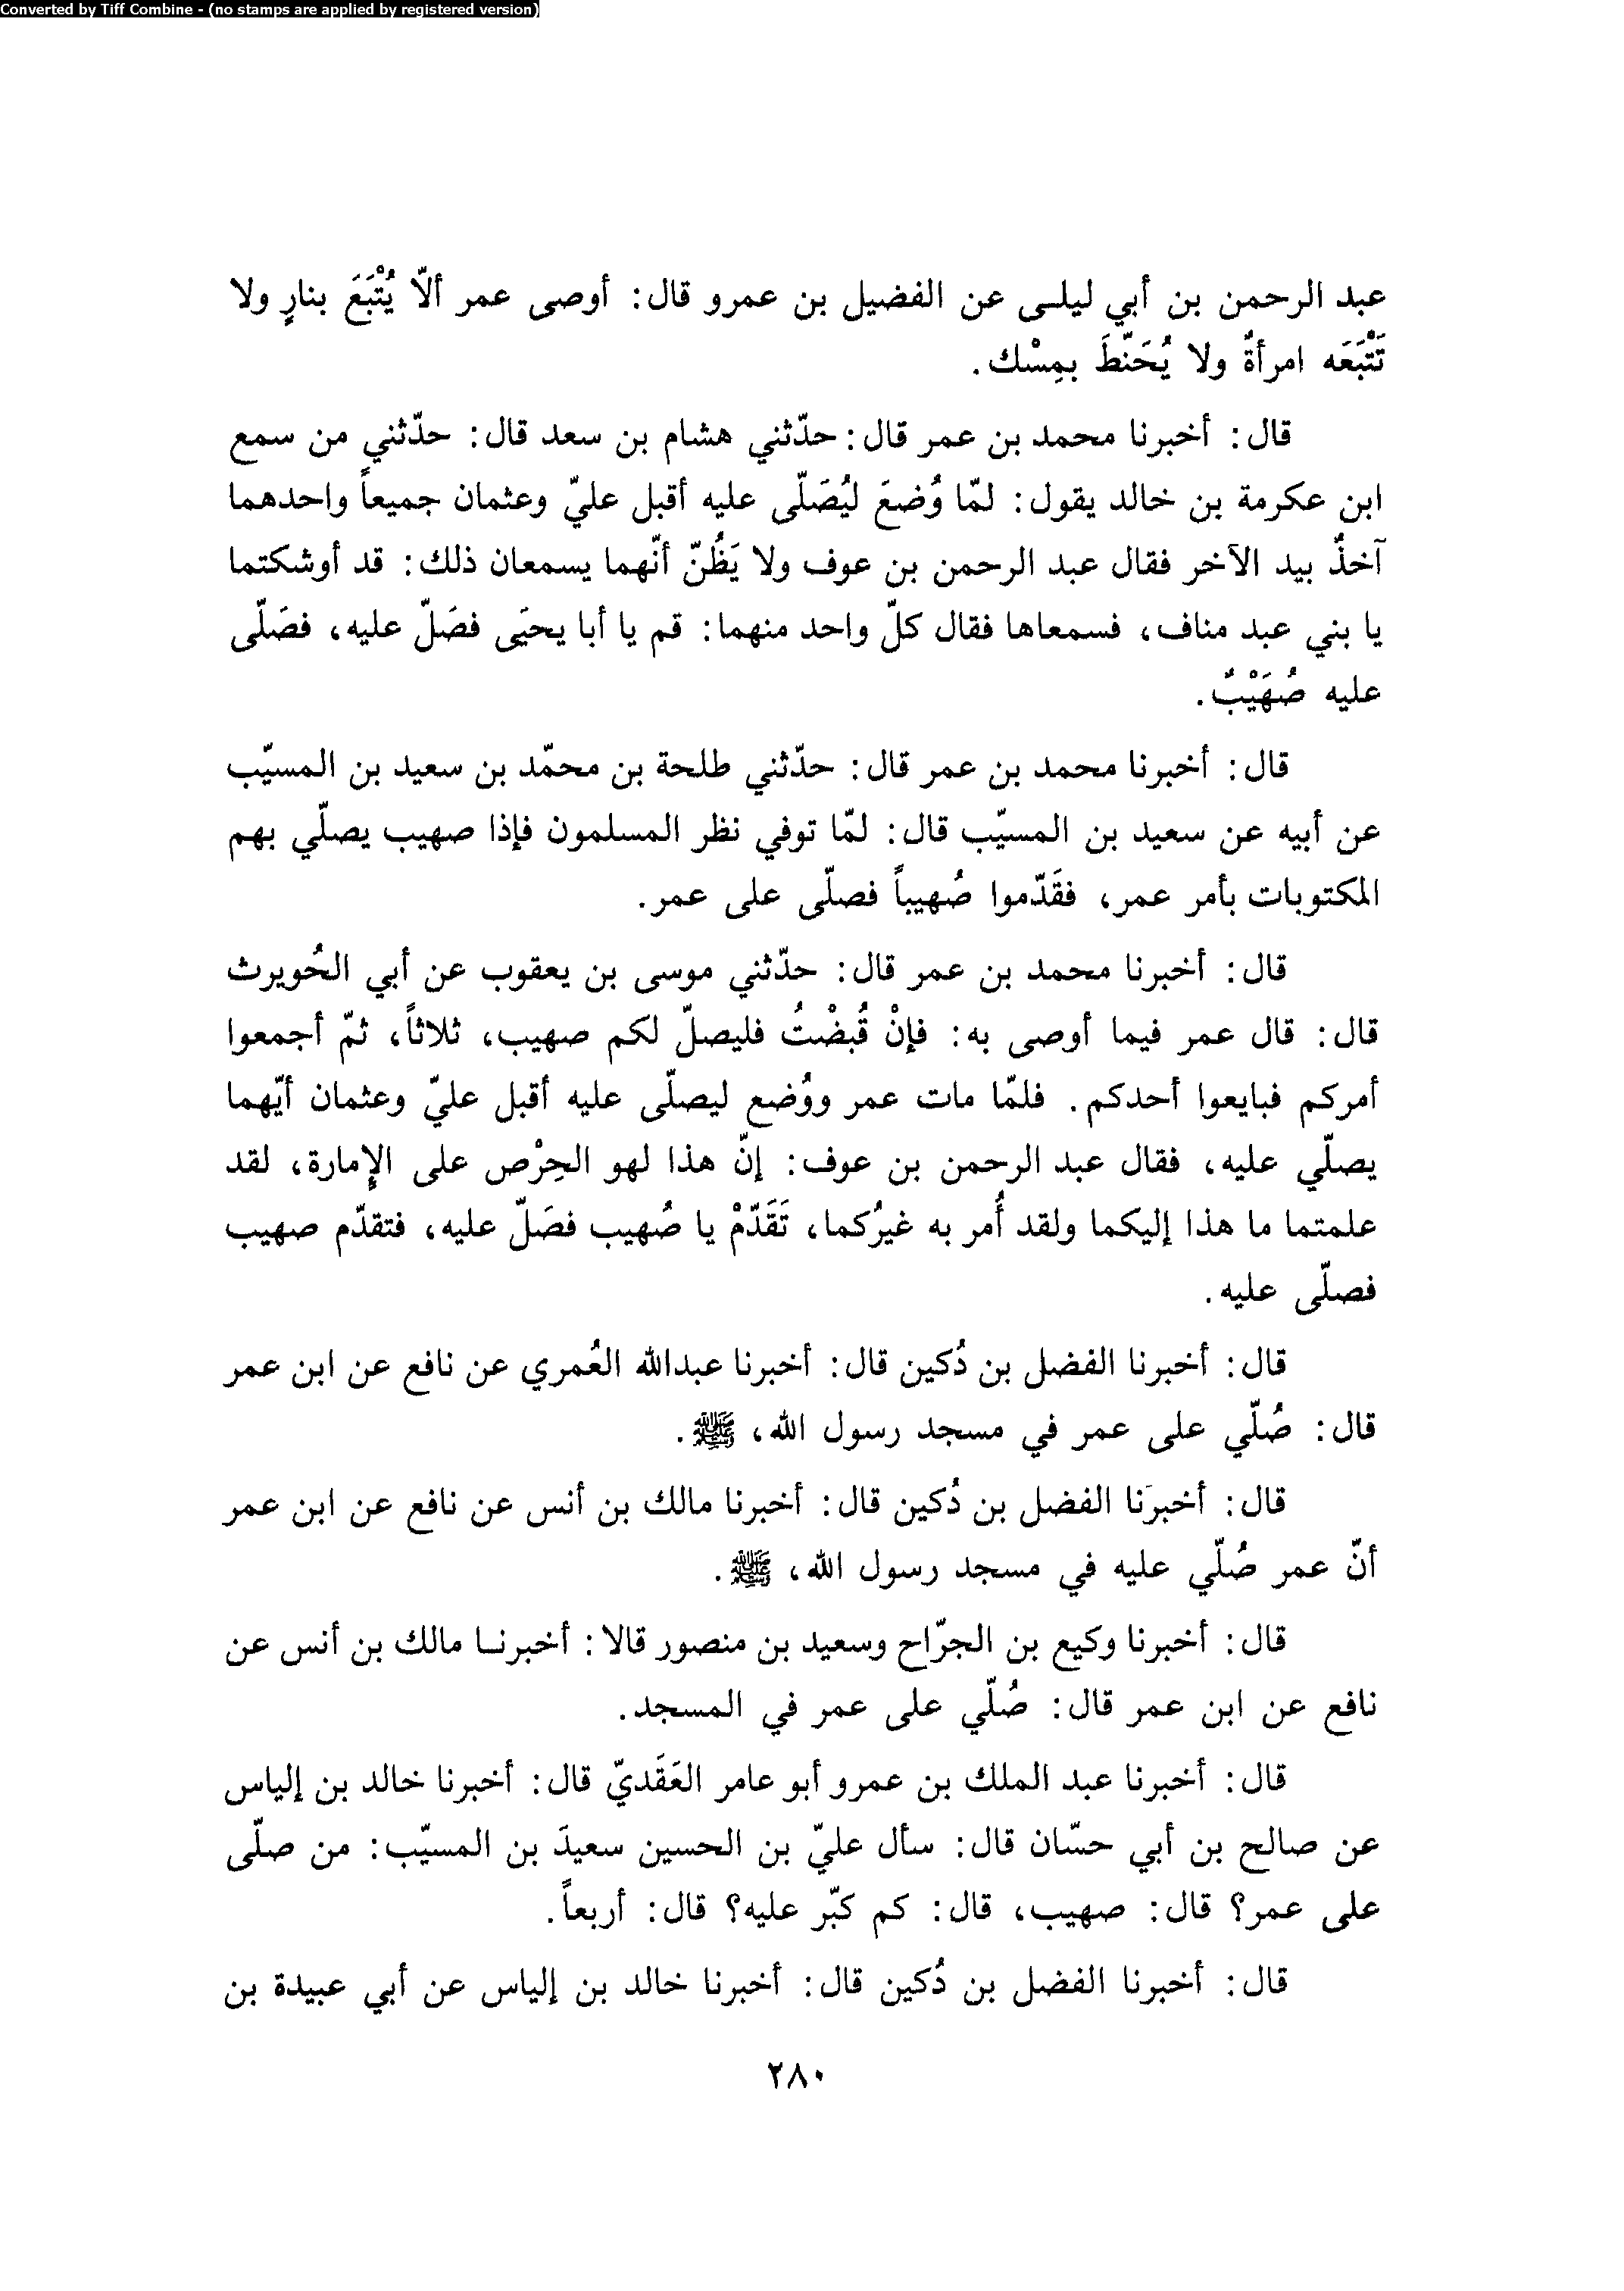 Converted by Tiff Combine - (no stamps are applied by registered version)
عبد الرحمن بن أبي ليلى عن الفضيل بن عمرو قال: أوصى عمر ألّا يُتْبَعَ بنارٍ ولا
تَتْبَعَه امرأةٌ ولا يُحَنّطَ بمِسْك.
قال: أخبرنا محمد بن عمر قال: حدّثني هشام بن سعد قال: حدّثني من سمع
ابن عكرمة بن خالد يقول: لمّا وُضعَ ليُصَلّى عليه أقبل عليّ وعثمان جميعاً واحدهما
آخذٌ بيد الآخر فقال عبد الرحمن بن عوف ولا يَظُنّ أنّهما يسمعان ذلك: قد أوشكتما
يا بني عبد مناف، فسمعاها فقال كلّ واحد منهما: قم يا أبا يحيَى فصَلّ عليه، فصَلّى
عليه صُهَيْبٌ.
قال: أخبرنا محمد بن عمر قال: حدّثني طلحة بن محمّد بن سعيد بن المسيّب
عن أبيه عن سعيد بن المسيّب قال: لمّا توفي نظر المسلمون فإذا صهيب يصلّي بهم
المكتوبات بأمر عمر، فقَدّموا صُهيباً فصلّى على عمر.
قال: أخبرنا محمد بن عمر قال: حدّثني موسى بن يعقوب عن أبي الحُويرث
قال: قال عمر فيما أوصى به: فإنْ قُبضْتُ فليصلّ لكم صهيب، ثلاثاً، ثمّ أجمعوا
أمركم فبايعوا أحدكم. فلمّا مات عمر ووُضع ليصلّى عليه أقبل عليّ وعثمان أيّهما
يصلّي عليه، فقال عبد الرحمن بن عوف: إنّ هذا لهو الحِرْص على الإِمارة، لقد
علمتما ما هذا إليكما ولقد أُمر به غيرُكما، تَقَدّمْ يا صُهيب فصَلّ عليه، فتقدّم صهيب
فصلّى عليه.
قال: أخبرنا الفضل بن دُكين قال: أخبرنا عبدالله العُمري عن نافع عن ابن عمر
قال: صُلّي على عمر في مسجد رسول الله، ﷺ.
قال: أخبرَنا الفضل بن دُكين قال: أخبرنا مالك بن أنس عن نافع عن ابن عمر
أنّ عمر صُلّي عليه في مسجد رسول الله، ﷺ.
قال: أخبرنا وكيع بن الجرّاح وسعيد بن منصور قالا: أخبرنا مالك بن أنس عن
نافع عن ابن عمر قال: صُلّي على عمر في المسجد.
قال: أخبرنا عبد الملك بن عمرو أبو عامر العَقَديّ قال: أخبرنا خالد بن إلياس
عن صالح بن أبي حسّان قال: سأل عليّ بن الحسين سعيدَ بن المسيّب: من صلّى
على عمر؟ قال: صهيب، قال: كم كبّر عليه؟ قال: أربعاً.
قال: أخبرنا الفضل بن دُكين قال: أخبرنا خالد بن إلياس عن أبي عبيدة بن
٢٨٠